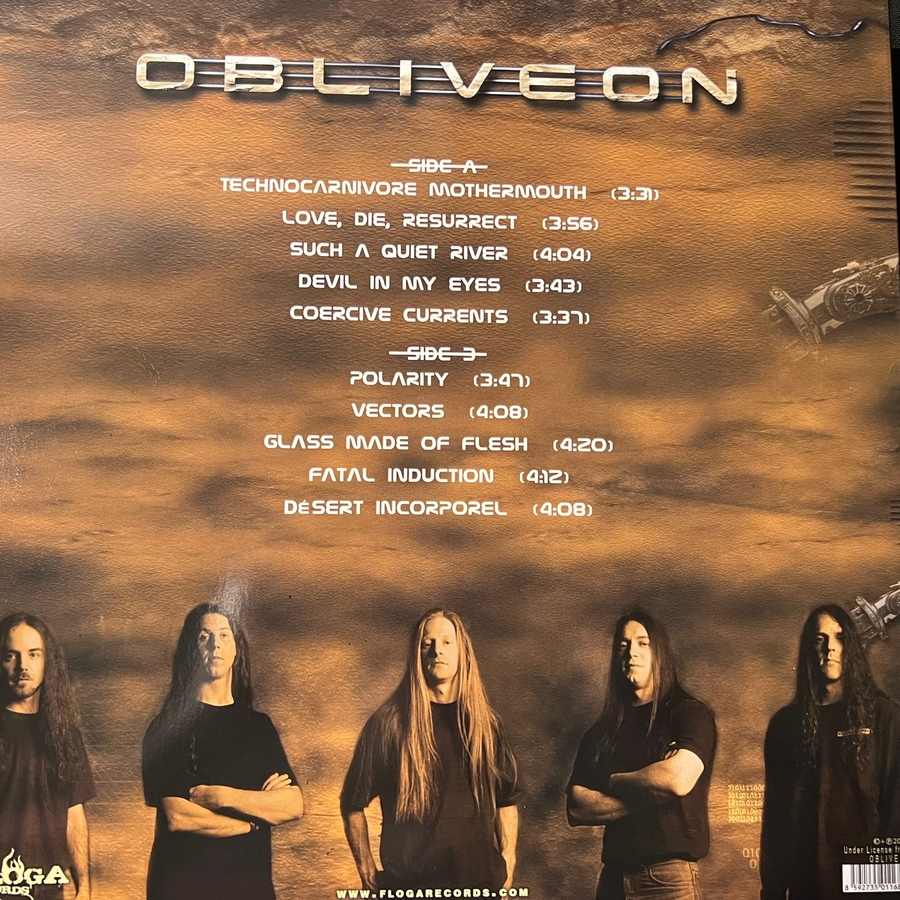 OBLIVEON
SIDE A
TECHNOCARNIVORE MOTHERMOUTH (3:31)
LOVE, DIE, RESURRECT (3:56)
SUCH A QUIET RIVER (4:04)
DEVIL IN MY EYES (3:43)
COERCIVE CURRENTS (3:37)
SIDE B
POLARITY (3:47)
VECTORS (4:08)
GLASS MADE OF FLESH (4:20)
FATAL INDUCTION (4:12)
DÉSERT INCORPOREL (4:08)
©+℗20
Under License fr
OBLIVE
WWW.FLOGARECORDS.COM